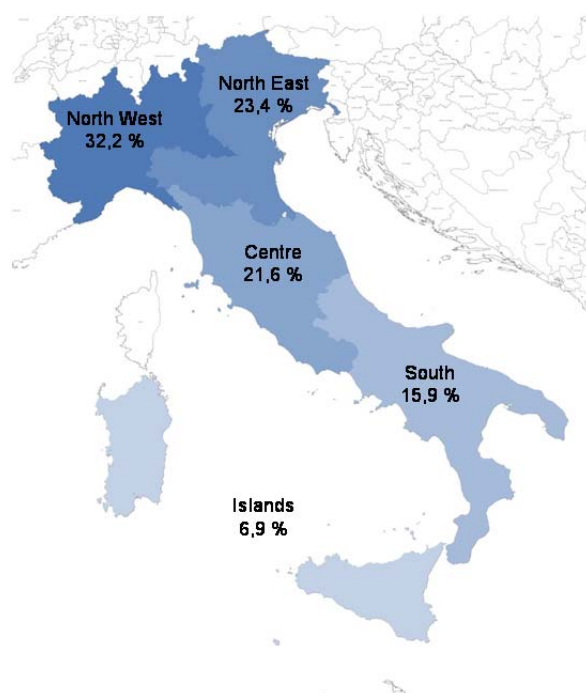 North East
23,4 %
North West
32,2 %
Centre
21,6 %
South
15,9 %
Islands
6,9 %